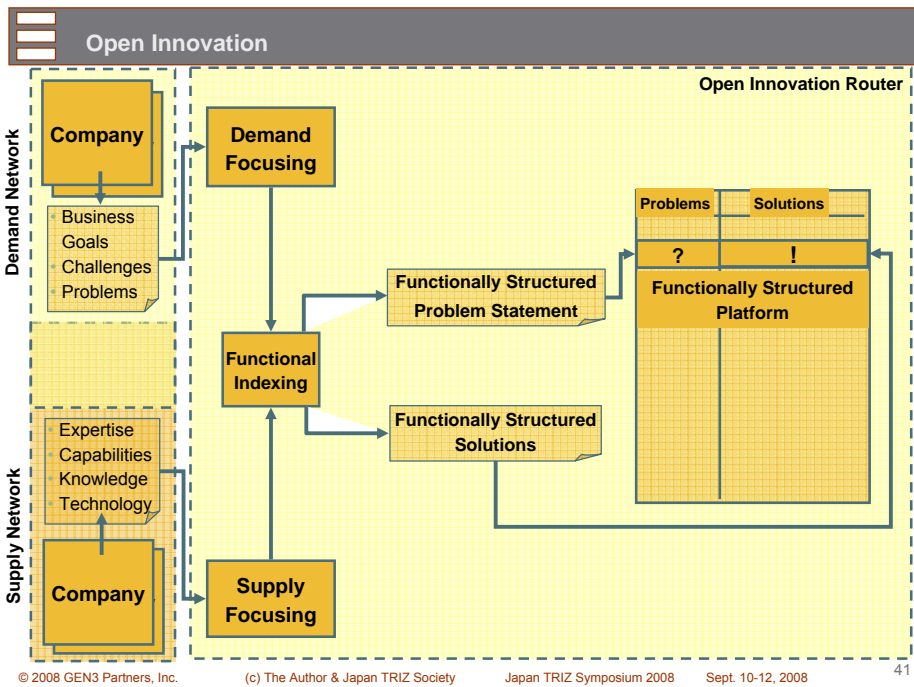 Open Innovation
Open Innovation Router
Demand Network
Company
Business
Goals
Challenges
Problems
Demand
Focusing
Problems
Solutions
?
!
Functionally Structured
Platform
Functionally Structured
Problem Statement
Functional
Indexing
Functionally Structured
Solutions
Supply Network
Expertise
Capabilities
Knowledge
Technology
Company
Supply
Focusing
© 2008 GEN3 Partners, Inc.
(c) The Author & Japan TRIZ Society
Japan TRIZ Symposium 2008
Sept. 10-12, 2008
41